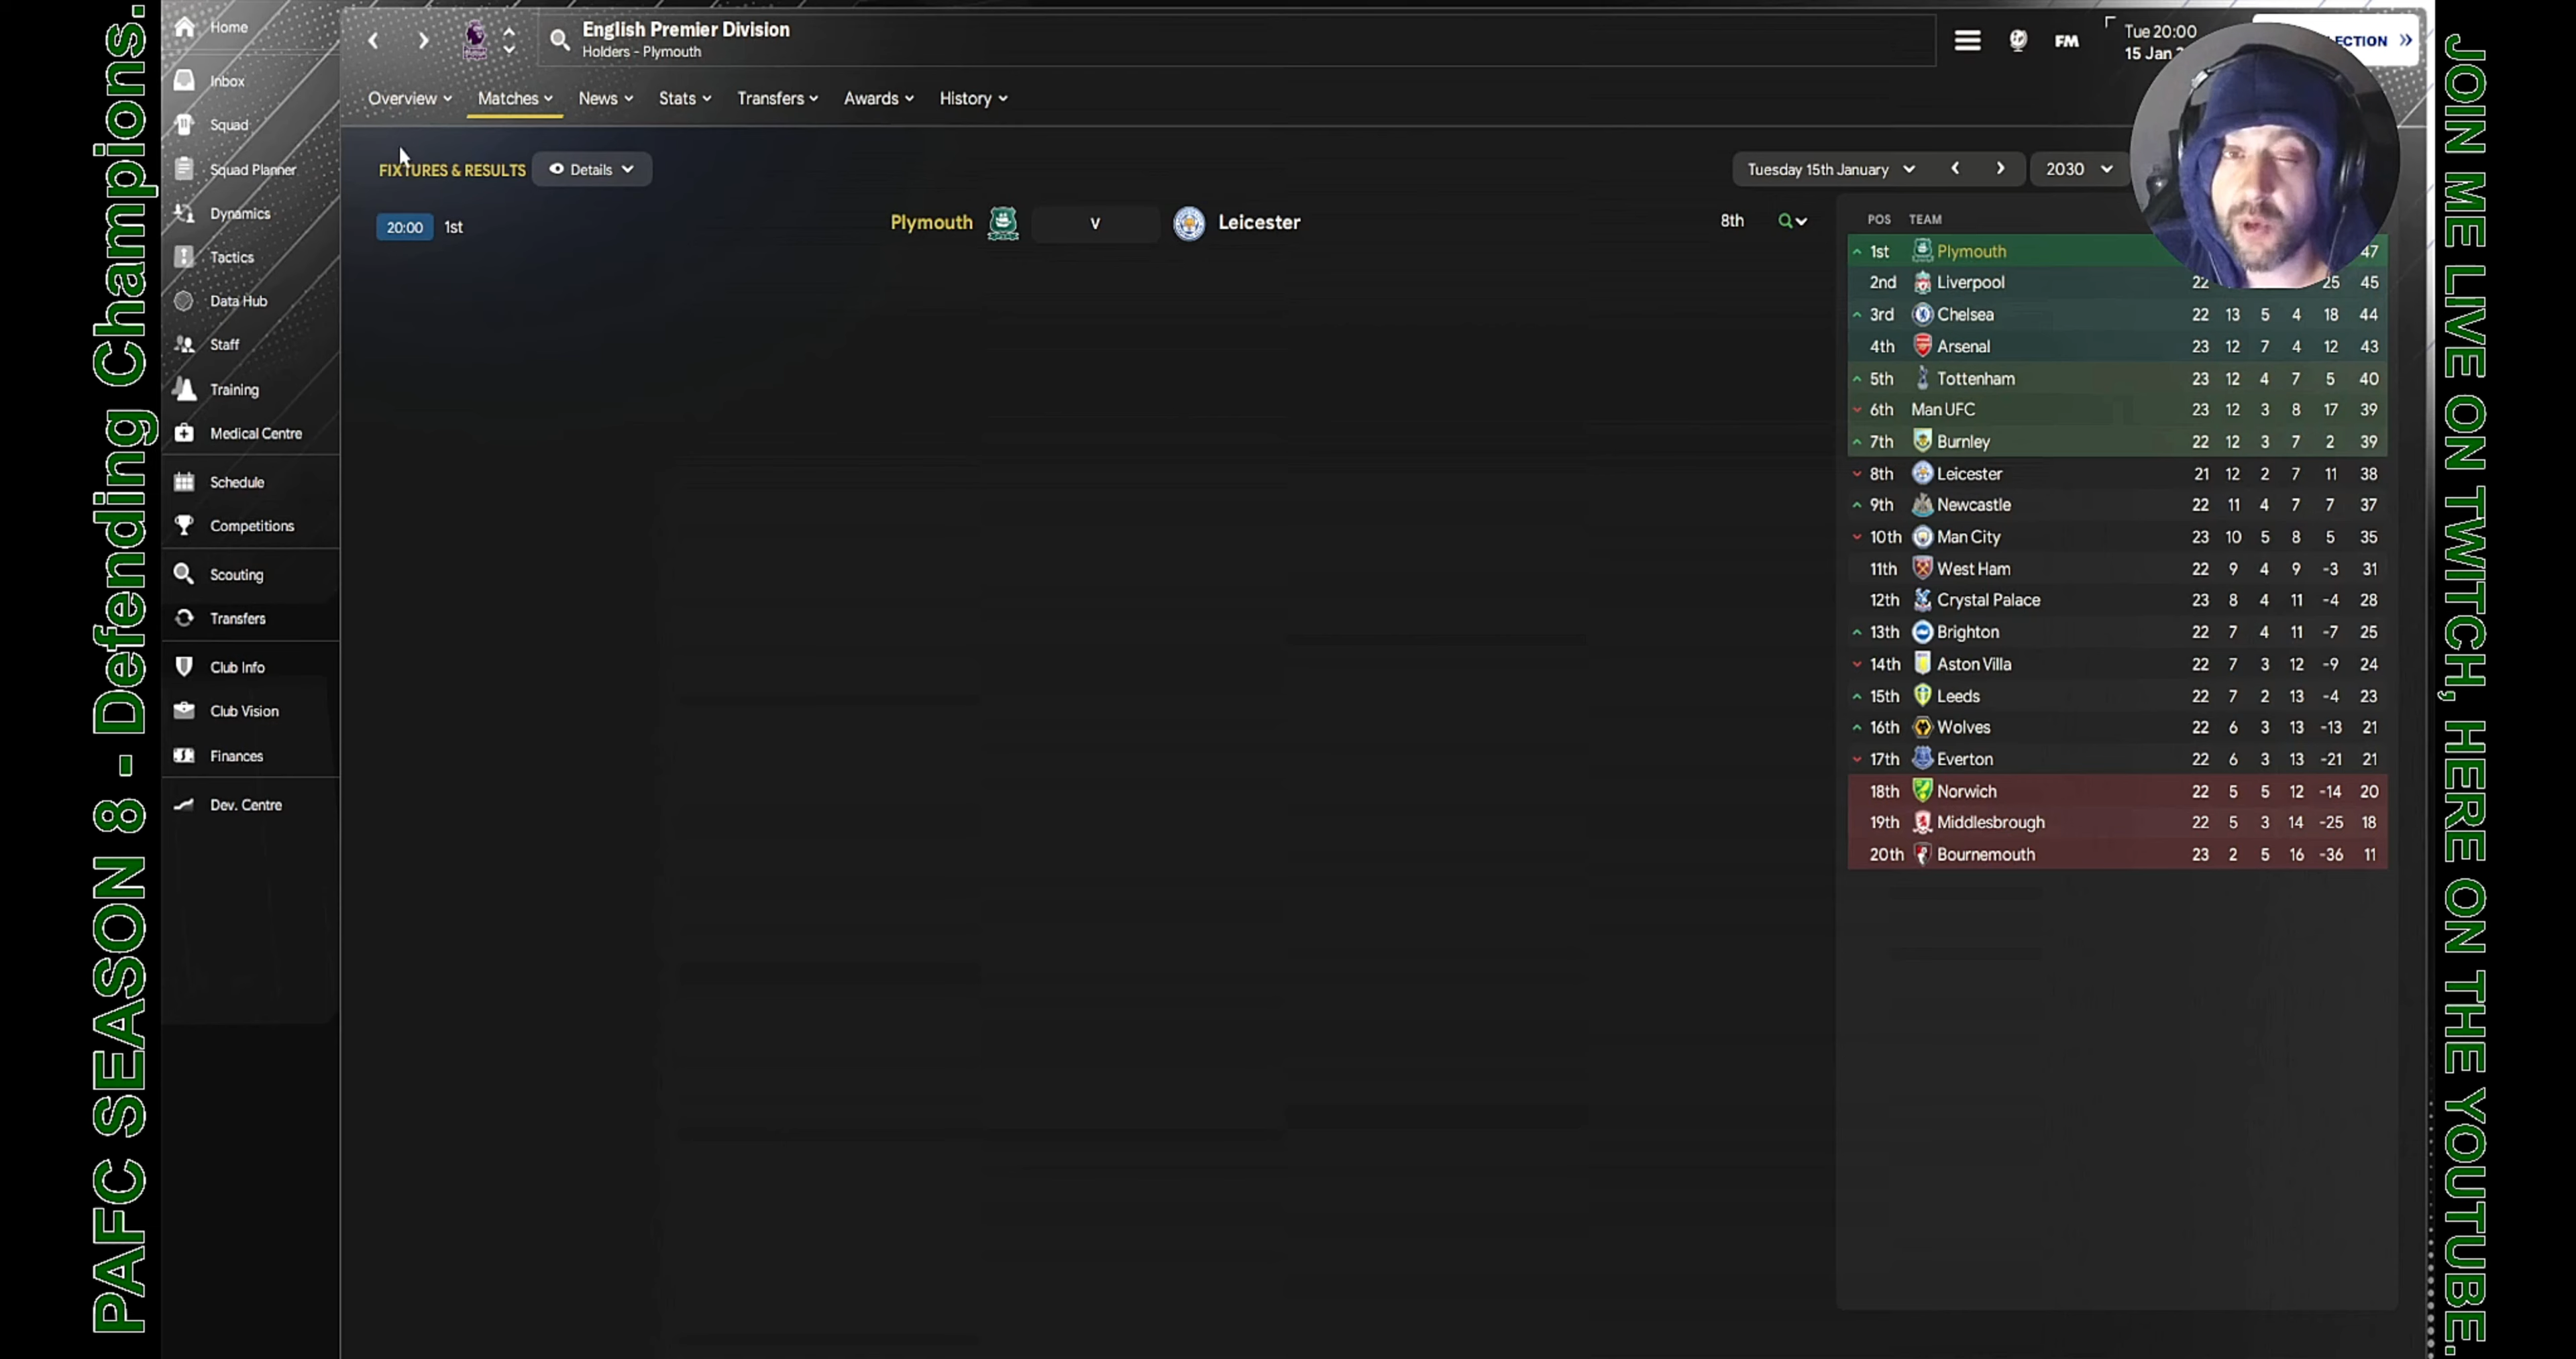 PAFC SEASON 8 - Defending Champions.
Home
Inbox
Squad
Squad Planner
Dynamics
Tactics
Data Hub
Staff
Training
Medical Centre
Schedule
Competitions
Scouting
Transfers
Club Info
Club Vision
Finances
Dev. Centre
English Premier Division
Holders - Plymouth
FM
Tue 20:00
15 Jan
Overview Matches News Stats Transfers Awards History
FIXTURES & RESULTS Details
Tuesday 15th January 2030
20:00 1st Plymouth v Leicester 8th
POS TEAM
1st Plymouth 47
2nd Liverpool 22 25 45
3rd Chelsea 22 13 5 4 18 44
4th Arsenal 23 12 7 4 12 43
5th Tottenham 23 12 4 7 5 40
6th Man UFC 23 12 3 8 17 39
7th Burnley 22 12 3 7 2 39
8th Leicester 21 12 2 7 11 38
9th Newcastle 22 11 4 7 7 37
10th Man City 23 10 5 8 5 35
11th West Ham 22 9 4 9 -3 31
12th Crystal Palace 23 8 4 11 -4 28
13th Brighton 22 7 4 11 -7 25
14th Aston Villa 22 7 3 12 -9 24
15th Leeds 22 7 2 13 -4 23
16th Wolves 22 6 3 13 -13 21
17th Everton 22 6 3 13 -21 21
18th Norwich 22 5 5 12 -14 20
19th Middlesbrough 22 5 3 14 -25 18
20th Bournemouth 23 2 5 16 -36 11
JOIN ME LIVE ON TWITCH, HERE ON THE YOUTUBE.